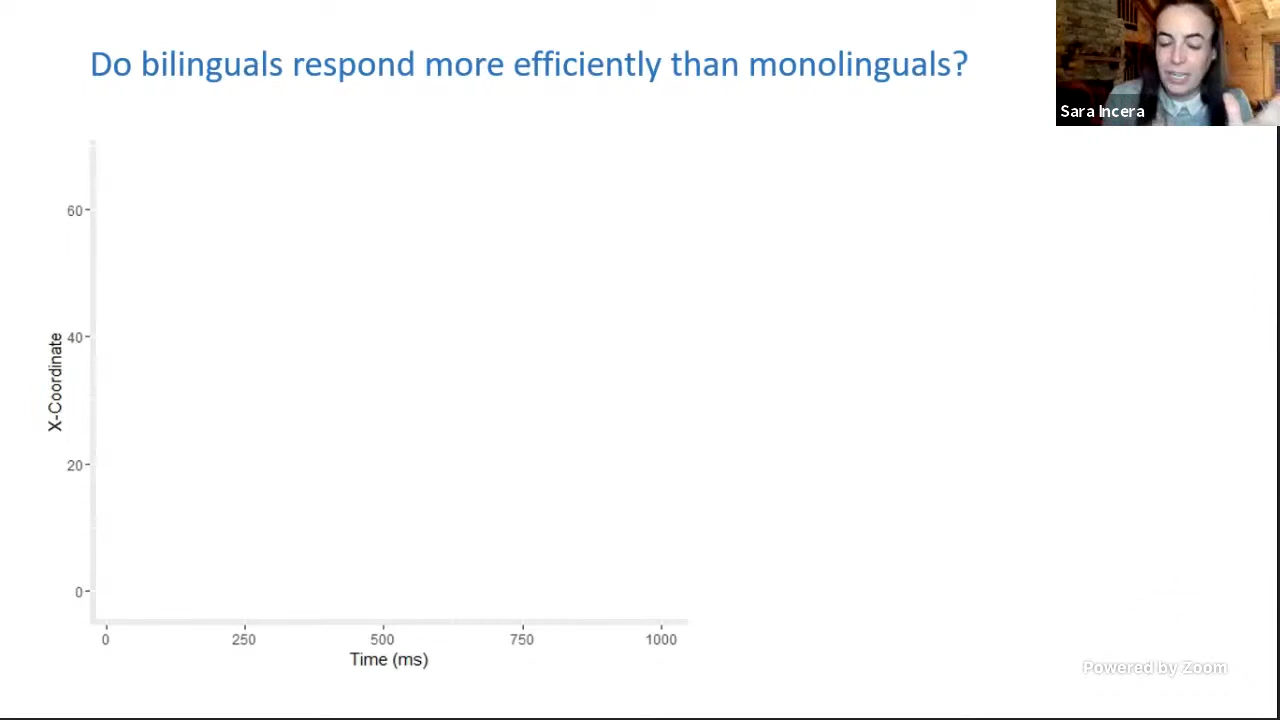 Do bilinguals respond more efficiently than monolinguals?
Sara Incera
60
40
20
0
X-Coordinate
0 250 500 750 1000
Time (ms)
Powered by Zoom